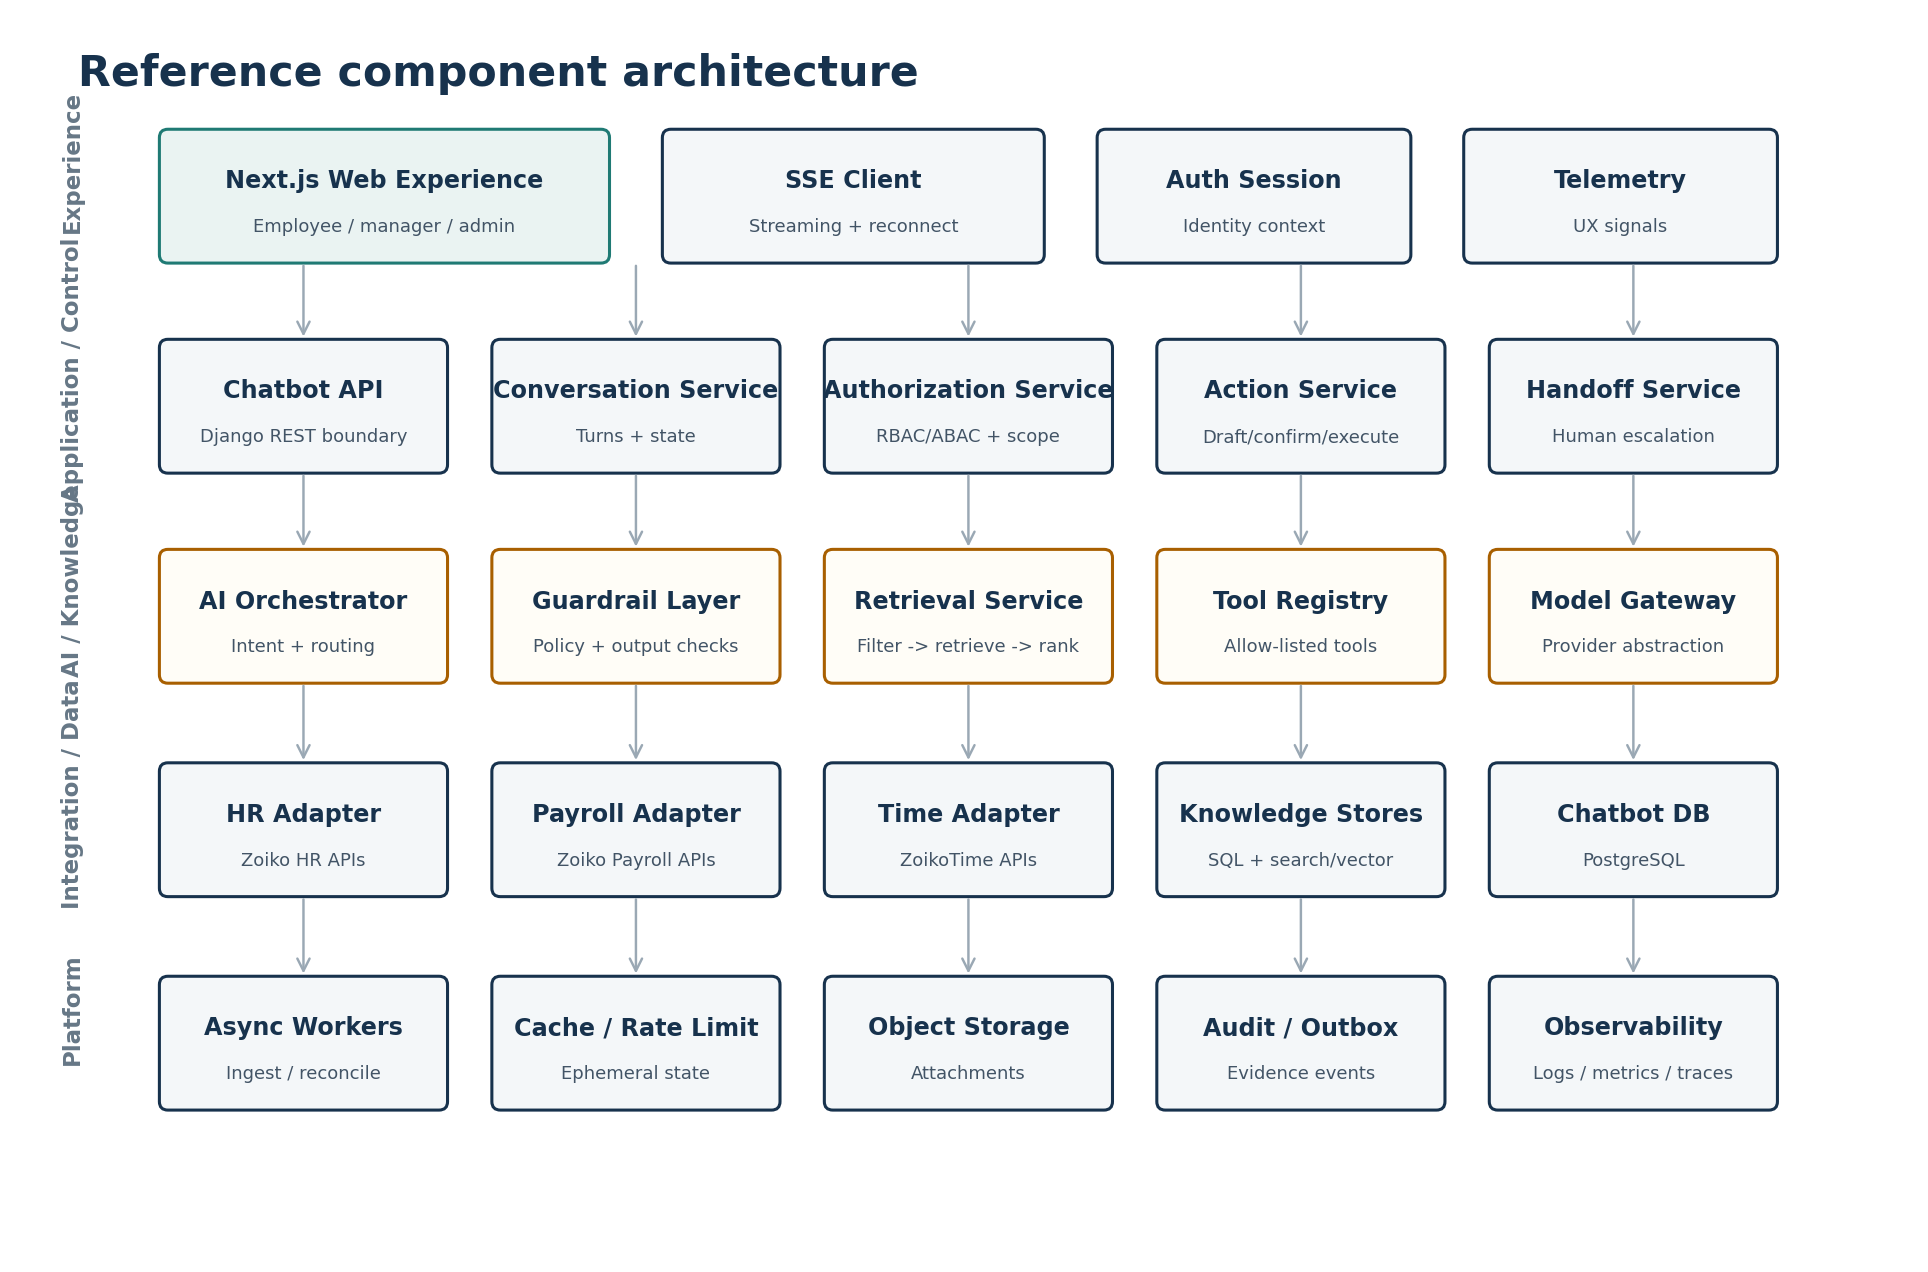 Reference component architecture
Experience
Next.js Web Experience
Employee / manager / admin
SSE Client
Streaming + reconnect
Auth Session
Identity context
Telemetry
UX signals
Application / Control
Chatbot API
Django REST boundary
Conversation Service
Turns + state
Authorization Service
RBAC/ABAC + scope
Action Service
Draft/confirm/execute
Handoff Service
Human escalation
AI / Knowledge
AI Orchestrator
Intent + routing
Guardrail Layer
Policy + output checks
Retrieval Service
Filter -> retrieve -> rank
Tool Registry
Allow-listed tools
Model Gateway
Provider abstraction
Integration / Data
HR Adapter
Zoiko HR APIs
Payroll Adapter
Zoiko Payroll APIs
Time Adapter
ZoikoTime APIs
Knowledge Stores
SQL + search/vector
Chatbot DB
PostgreSQL
Platform
Async Workers
Ingest / reconcile
Cache / Rate Limit
Ephemeral state
Object Storage
Attachments
Audit / Outbox
Evidence events
Observability
Logs / metrics / traces